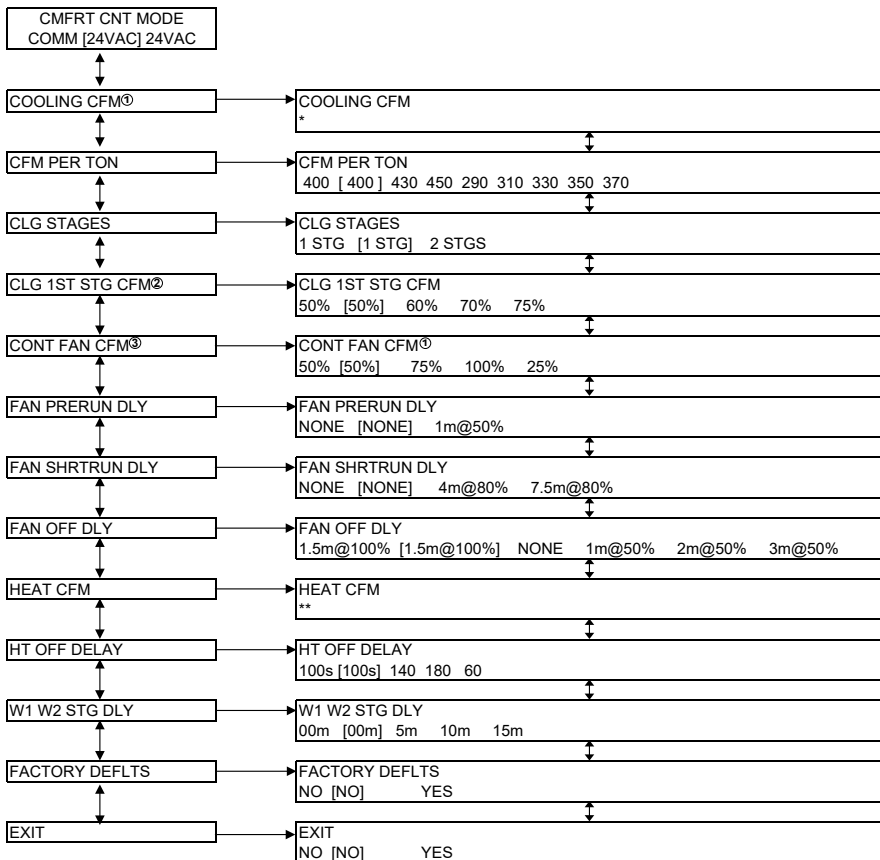 CMFRT CNT MODE
COMM [24VAC] 24VAC
COOLING CFM①
COOLING CFM
*
CFM PER TON
CFM PER TON
400 [ 400 ] 430 450 290 310 330 350 370
CLG STAGES
CLG STAGES
1 STG [1 STG] 2 STGS
CLG 1ST STG CFM②
CLG 1ST STG CFM
50% [50%] 60% 70% 75%
CONT FAN CFM③
CONT FAN CFM①
50% [50%] 75% 100% 25%
FAN PRERUN DLY
FAN PRERUN DLY
NONE [NONE] 1m@50%
FAN SHRTRUN DLY
FAN SHRTRUN DLY
NONE [NONE] 4m@80% 7.5m@80%
FAN OFF DLY
FAN OFF DLY
1.5m@100% [1.5m@100%] NONE 1m@50% 2m@50% 3m@50%
HEAT CFM
HEAT CFM
**
HT OFF DELAY
HT OFF DELAY
100s [100s] 140 180 60
W1 W2 STG DLY
W1 W2 STG DLY
00m [00m] 5m 10m 15m
FACTORY DEFLTS
FACTORY DEFLTS
NO [NO] YES
EXIT
EXIT
NO [NO] YES